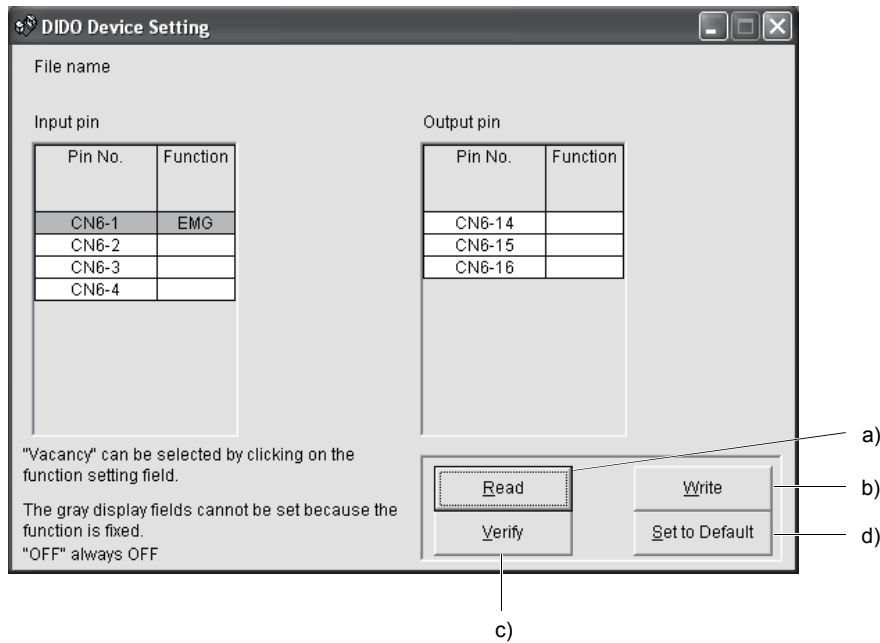 DIDO Device Setting
File name
Input pin
Output pin
Pin No. Function
CN6-1 EMG
CN6-2
CN6-3
CN6-4
Pin No. Function
CN6-14
CN6-15
CN6-16
"Vacancy" can be selected by clicking on the
function setting field.
The gray display fields cannot be set because the
function is fixed.
"OFF" always OFF
Read
Write
Verify
Set to Default
a)
b)
d)
c)